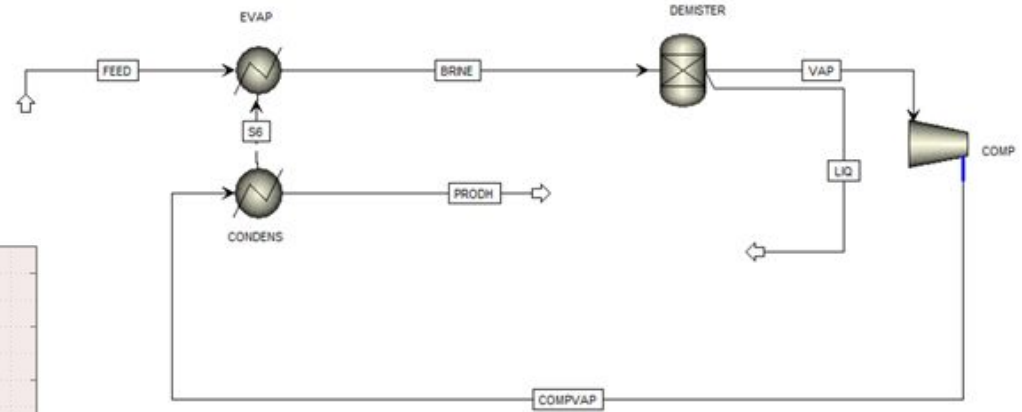 DEMISTER
EVAP
FEED
BRINE
VAP
S6
COMP
LIQ
PRODH
CONDENS
COMPVAP